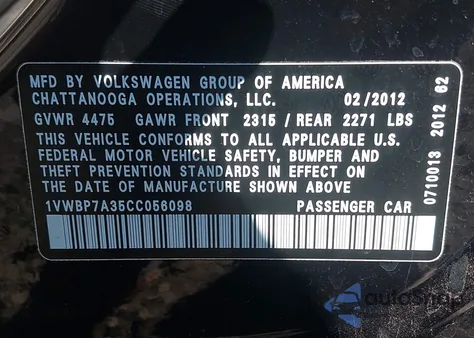 MFD BY VOLKSWAGEN GROUP OF AMERICA
CHATTANOOGA OPERATIONS, LLC. 02/2012
GVWR 4475 GAWR FRONT 2315 / REAR 2271 LBS
THIS VEHICLE CONFORMS TO ALL APPLICABLE U.S.
FEDERAL MOTOR VEHICLE SAFETY, BUMPER AND
THEFT PREVENTION STANDARDS IN EFFECT ON
THE DATE OF MANUFACTURE SHOWN ABOVE
1VWBP7A35CC056098 PASSENGER CAR
0710013 2012 62